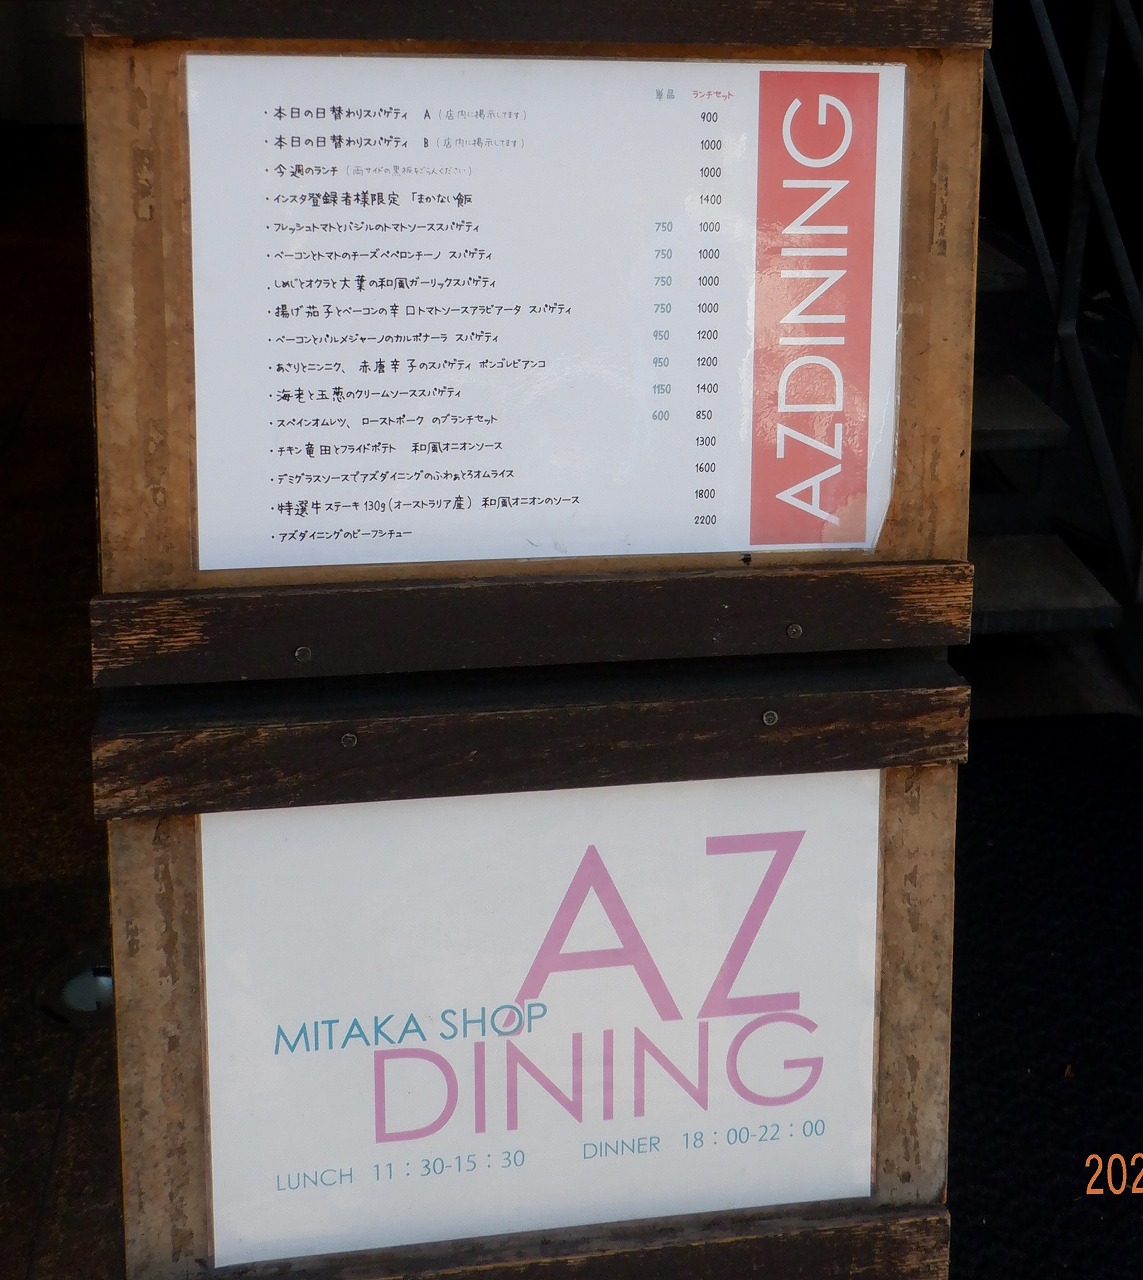 単品 ランチセット
・本日の日替わりスパゲティ A (店内に掲示してます) 900
・本日の日替わりスパゲティ B (店内に掲示してます) 1000
・今週のランチ (両サイドの黒板をごらんください) 1000
・インスタ登録者様限定 「まかない飯 1400
・フレッシュトマトとバジルのトマトソーススパゲティ 750 1000
・ベーコンとトマトのチーズペペロンチーノ スパゲティ 750 1000
・しめじとオクラと大葉の和風ガーリックスパゲティ 750 1000
・揚げ茄子とベーコンの辛口トマトソースアラビアータ スパゲティ 750 1000
・ベーコンとパルメジャーノのカルボナーラ スパゲティ 950 1200
・あさりとニンニク、 赤唐辛子のスパゲティ ボンゴレビアンコ 950 1200
・海老と玉葱のクリームソーススパゲティ 1150 1400
・スペインオムレツ、 ローストポーク のブランチセット 600 850
・チキン竜田とフライドポテト 和風オニオンソース 1300
・デミグラスソースでアズダイニングのふわぁとろオムライス 1600
・特選牛ステーキ130g(オーストラリア産) 和風オニオンのソース 1800
・アズダイニングのビーフシチュー 2200
AZDINING
AZ
MITAKA SHOP
DINING
LUNCH 11：30-15：30 DINNER 18：00-22：00
202